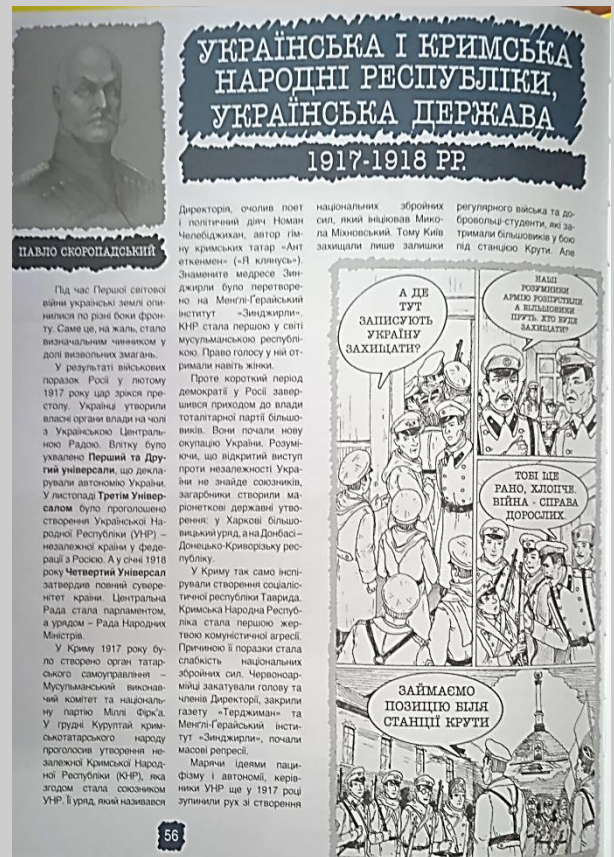 УКРАЇНСЬКА І КРИМСЬКА
НАРОДНІ РЕСПУБЛІКИ,
УКРАЇНСЬКА ДЕРЖАВА
1917-1918 РР.
ПАВЛО СКОРОПАДСЬКИЙ
Під час Першої світової
війни українські землі опи-
нилися по різні боки фрон-
ту. Саме це, на жаль, стало
визначальним чинником у
долі визвольних змагань.
У результаті військових
поразок Росії у лютому
1917 року цар зрікся пре-
столу. Українці утворили
власні органи влади на чолі
з Українською Централь-
ною Радою. Влітку було
ухвалено Перший та Дру-
гий універсали, що декла-
рували автономію України.
У листопаді Третім Універ-
салом було проголошено
створення Української На-
родної Республіки (УНР) –
незалежної країни у феде-
рації з Росією. А у січні 1918
року Четвертий Універсал
затвердив повний сувере-
нітет країни. Центральна
Рада стала парламентом,
а урядом – Рада Народних
Міністрів.
У Криму 1917 року бу-
ло створено орган татар-
ського самоуправління –
Мусульманський виконав-
чий комітет та національ-
ну партію Міллі Фірк'а.
У грудні Курултай крим-
ськотатарського народу
проголосив утворення не-
залежної Кримської Народ-
ної Республіки (КНР), яка
згодом стала союзником
УНР. Її уряд, який називався
Директорія, очолив поет
і політичний діяч Номан
Челебіджихан, автор гім-
ну кримських татар «Ант
еткенмен» («Я клянусь»).
Знамените медресе Зин-
джирли було перетворе-
но на Менглі-Герайський
інститут «Зинджирли».
КНР стала першою у світі
мусульманською республі-
кою. Право голосу у ній от-
римали навіть жінки.
Проте короткий період
демократії у Росії завер-
шився приходом до влади
тоталітарної партії більшо-
виків. Вони почали нову
окупацію України. Розумі-
ючи, що відкритий виступ
проти незалежності Укра-
їни не знайде союзників,
загарбники створили ма-
ріонеткові державні утво-
рення: у Харкові більшо-
вицький уряд, а на Донбасі –
Донецько-Криворізьку рес-
публіку.
У Криму так само інспі-
рували створення соціаліс-
тичної республіки Таврида.
Кримська Народна Респуб-
ліка стала першою жер-
твою комуністичної агресії.
Причиною її поразки стала
слабкість національних
збройних сил. Червоноар-
мійці закатували голову та
членів Директорії, закрили
газету «Терджиман» та
Менглі-Герайський інсти-
тут «Зинджирли», почали
масові репресії.
Марячи ідеями паци-
фізму і автономії, керів-
ники УНР ще у 1917 році
зупинили рух зі створення
національних збройних
сил, який ініціював Мико-
ла Міхновський. Тому Київ
захищали лише залишки
регулярного війська та до-
бровольці-студенти, які за-
тримали більшовиків у бою
під станцією Крути. Але
А ДЕ
ТУТ
ЗАПИСУЮТЬ
УКРАЇНУ
ЗАХИЩАТИ?
НАШІ
РОЗУМНИКИ
АРМІЮ РОЗПУСТИЛИ,
А БІЛЬШОВИКИ
ПРУТЬ. ХТО БУДЕ
ЗАХИЩАТИ?
ТОБІ ЩЕ
РАНО, ХЛОПЧЕ.
ВІЙНА - СПРАВА
ДОРОСЛИХ.
ЗАЙМАЄМО
ПОЗИЦІЮ БІЛЯ
СТАНЦІЇ КРУТИ
56